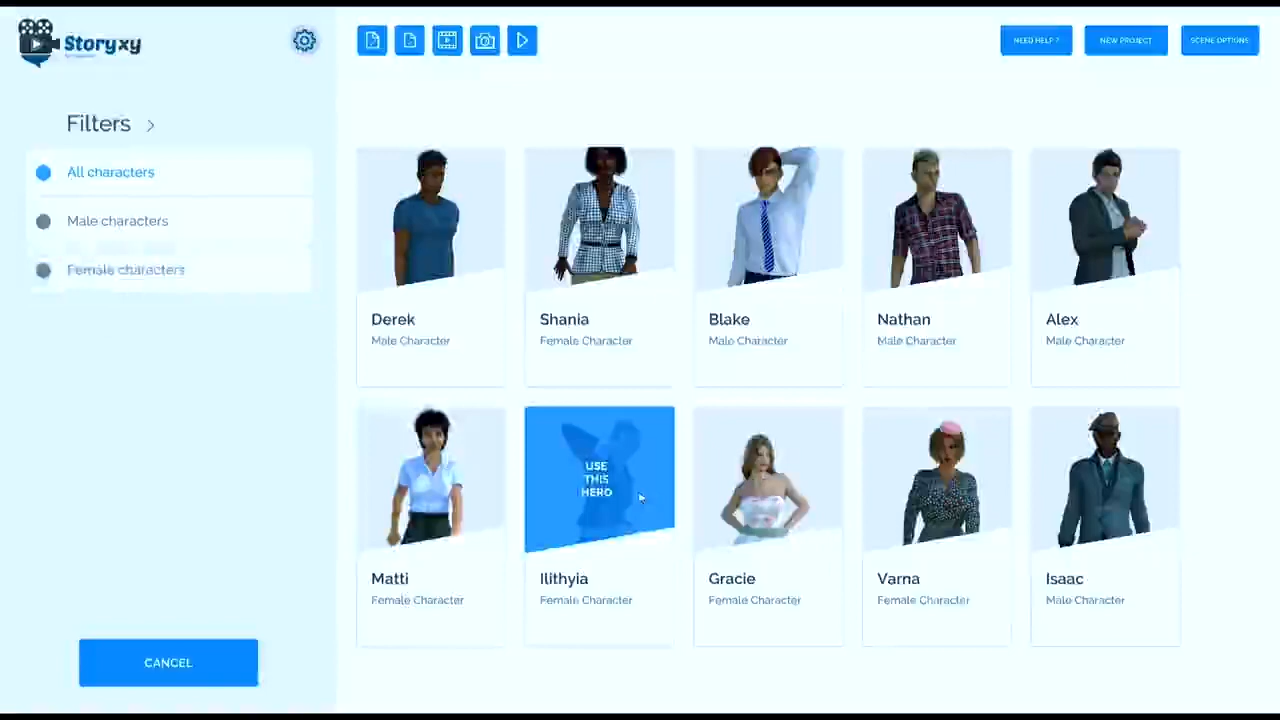 Storyxy
NEED HELP ?
NEW PROJECT
SCENE OPTIONS
Filters
All characters
Male characters
Female characters
CANCEL
Derek
Male Character
Shania
Female Character
Blake
Male Character
Nathan
Male Character
Alex
Male Character
Matti
Female Character
USE
THIS
HERO
Ilithyia
Female Character
Gracie
Female Character
Varna
Female Character
Isaac
Male Character